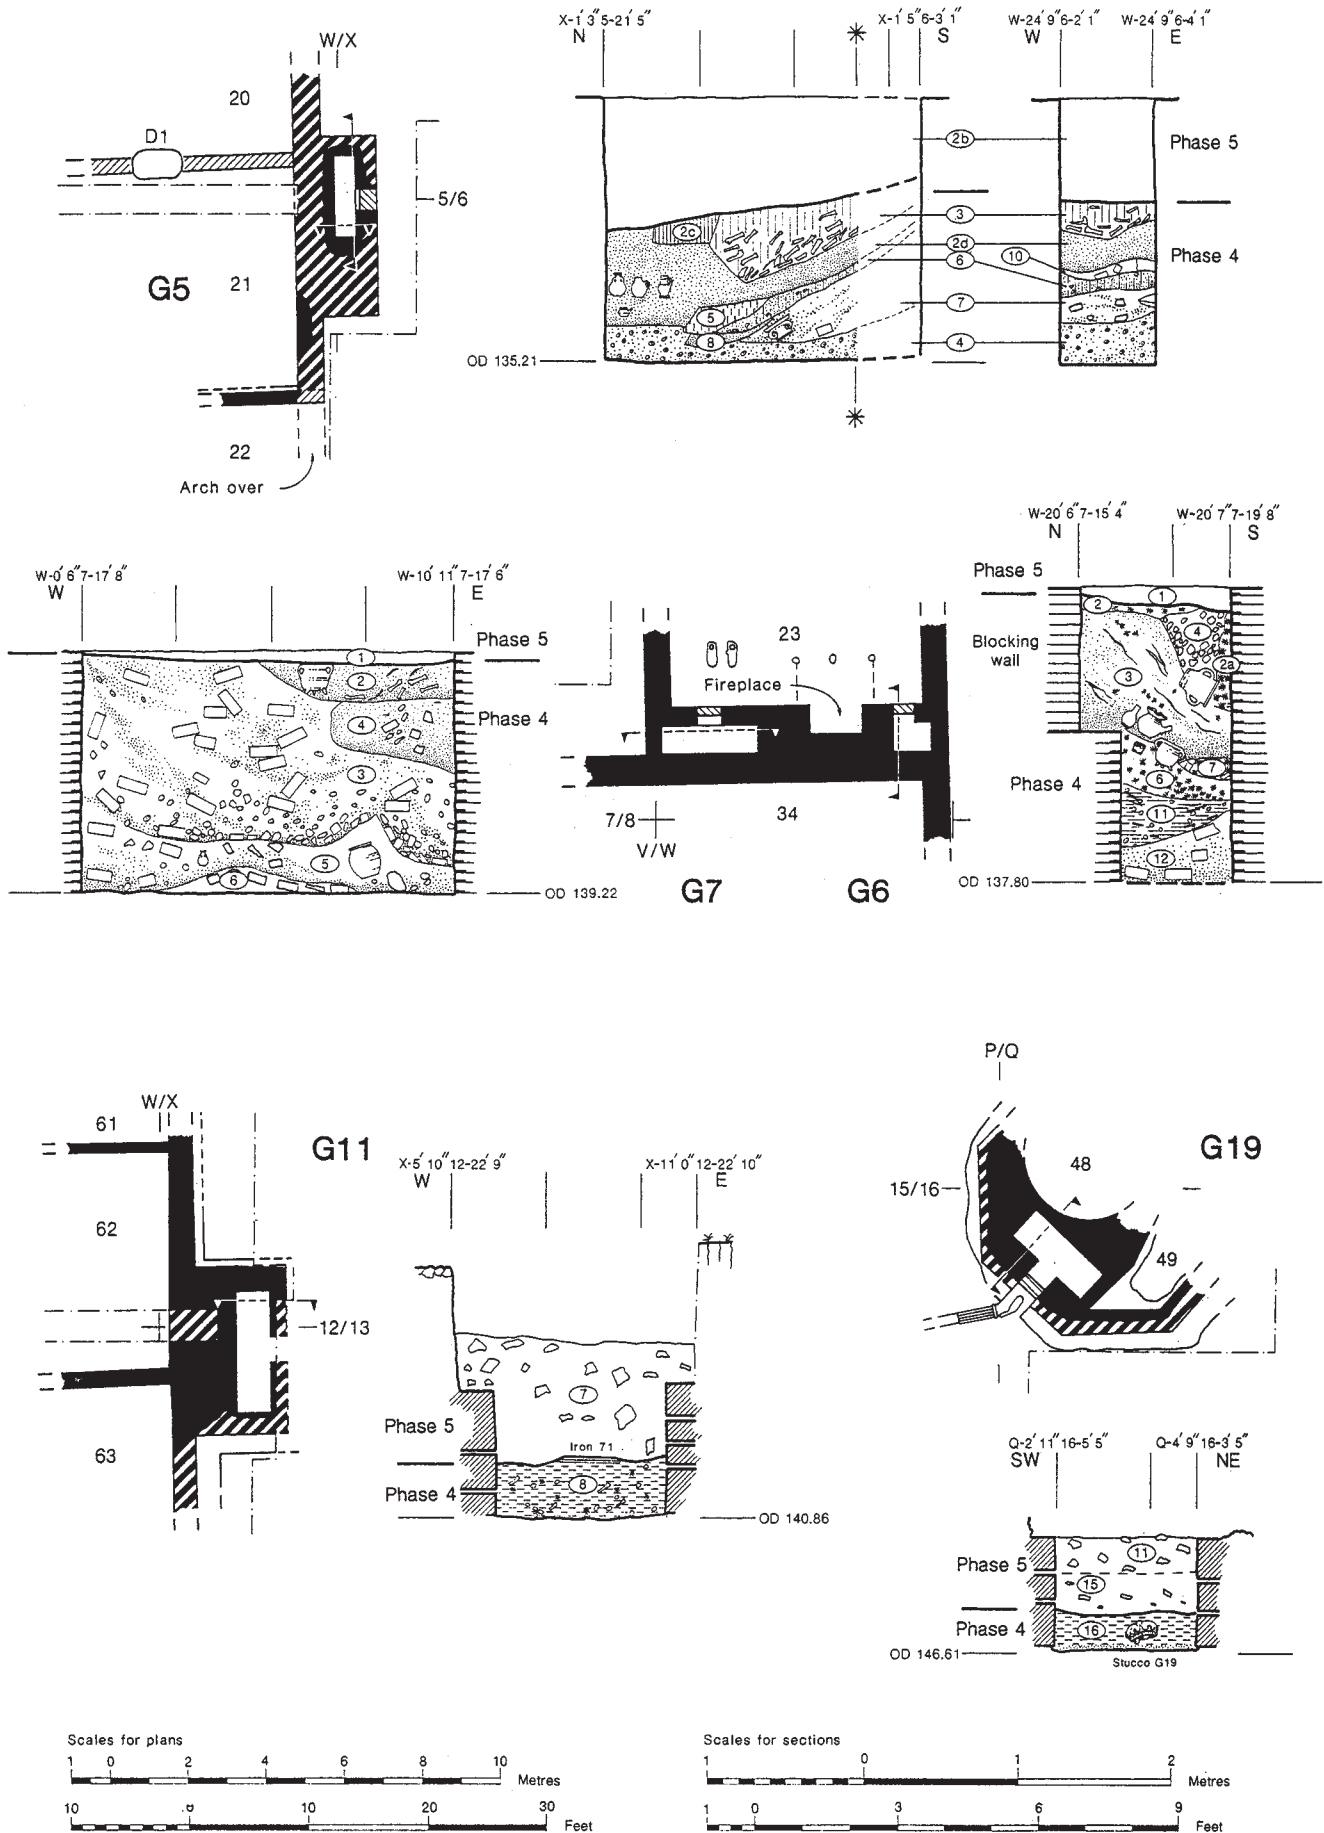 W/X
20
D1
5/6
G5
21
22
Arch over
X-1' 3"5-21' 5"
N
X-1' 5"6-3' 1"
S
W-24' 9"6-2' 1"
W
W-24' 9"6-4' 1"
E
2b
Phase 5
3
2c
2d
10
6
Phase 4
5
7
8
4
OD 135.21
W-0' 6"7-17' 8"
W
W-10' 11"7-17' 6"
E
Phase 5
1
2
Phase 4
4
3
5
6
OD 139.22
23
Fireplace
7/8
V/W
34
G7
G6
W-20' 6"7-15' 4"
N
W-20' 7"7-19' 8"
S
Phase 5
1
2
4
Blocking
wall
2a
3
Phase 4
6
7
11
12
OD 137.80
W/X
61
G11
62
12/13
63
X-5' 10"12-22' 9"
W
X-11' 0"12-22' 10"
E
7
Phase 5
Iron 71
8
Phase 4
OD 140.86
P/Q
G19
48
15/16
49
Q-2' 11"16-5' 5"
SW
Q-4' 9"16-3' 5"
NE
11
Phase 5
15
Phase 4
16
OD 146.61
Stucco G19
Scales for plans
1 0 2 4 6 8 10
Metres
10 0 10 20 30
Feet
Scales for sections
1 0 1 2
Metres
1 0 3 6 9
Feet